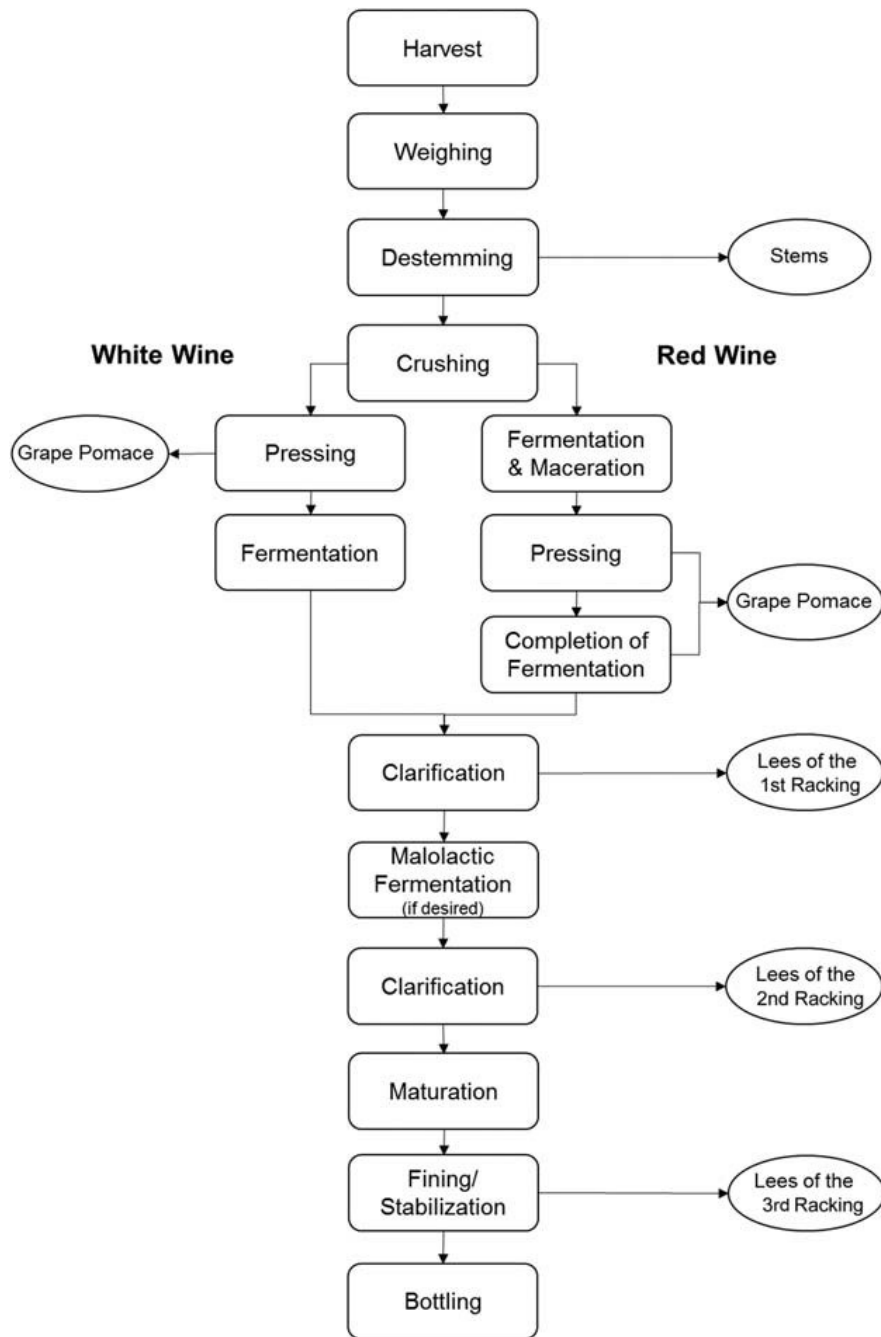 Harvest
Weighing
Destemming
Stems
White Wine
Crushing
Red Wine
Grape Pomace
Pressing
Fermentation
& Maceration
Fermentation
Pressing
Grape Pomace
Completion of
Fermentation
Clarification
Lees of the
1st Racking
Malolactic
Fermentation
(if desired)
Clarification
Lees of the
2nd Racking
Maturation
Fining/
Stabilization
Lees of the
3rd Racking
Bottling